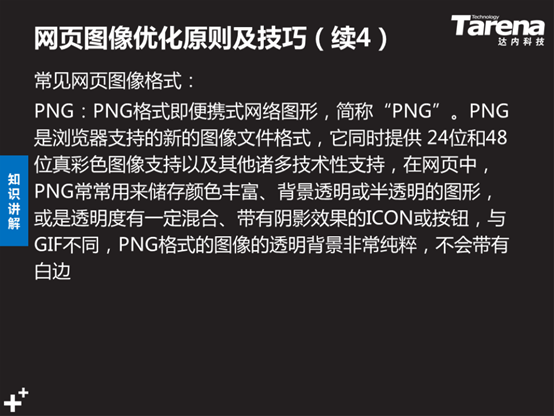 网页图像优化原则及技巧（续4）
Technology
Tarena
达内科技
常见网页图像格式：
PNG：PNG格式即便携式网络图形，简称“PNG”。PNG
是浏览器支持的新的图像文件格式，它同时提供 24位和48
位真彩色图像支持以及其他诸多技术性支持，在网页中，
PNG常常用来储存颜色丰富、背景透明或半透明的图形，
或是透明度有一定混合、带有阴影效果的ICON或按钮，与
GIF不同，PNG格式的图像的透明背景非常纯粹，不会带有
白边
知识讲解